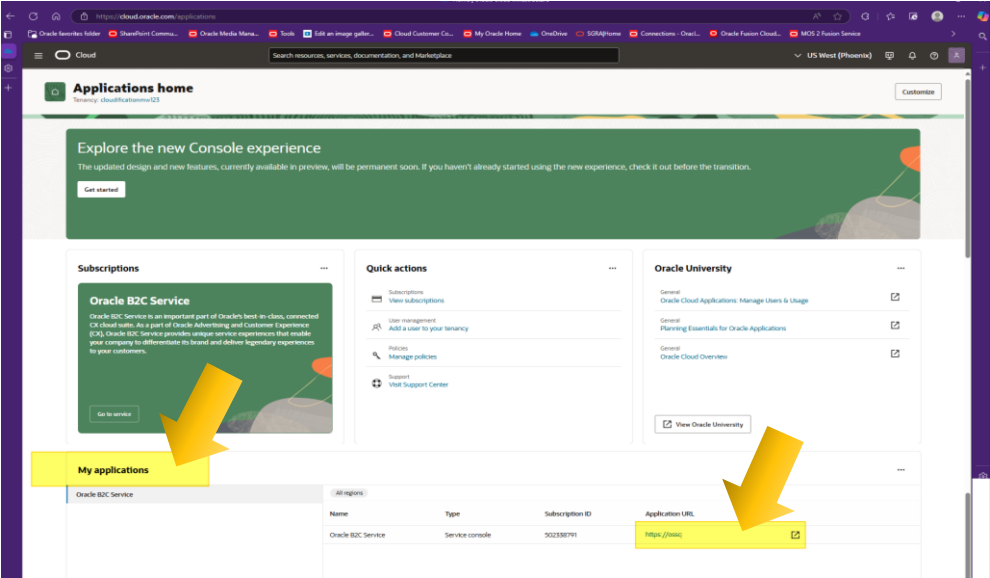 https://cloud.oracle.com/applications
Oracle favorites folder SharePoint Commu... Oracle Media Mana... Tools Edit an image galler... Cloud Customer Co... My Oracle Home OneDrive SGRAJHome Connections - Oracl... Oracle Fusion Cloud... MOS 2 Fusion Service
Cloud
Search resources, services, documentation, and Marketplace
US West (Phoenix)
Applications home
Tenancy: cloudificationmw123
Customize
Explore the new Console experience
The updated design and new features, currently available in preview, will be permanent soon. If you haven't already started using the new experience, check it out before the transition.
Get started
Subscriptions
Oracle B2C Service
Oracle B2C Service is an important part of Oracle's best-in-class, connected
CX cloud suite. As a part of Oracle Advertising and Customer Experience
(CX), Oracle B2C Service provides unique service experiences that enable
your company to differentiate its brand and deliver legendary experiences
to your customers.
Go to service
Quick actions
Subscriptions
View subscriptions
User management
Add a user to your tenancy
Policies
Manage policies
Support
Visit Support Center
Oracle University
General
Oracle Cloud Applications: Manage Users & Usage
General
Planning Essentials for Oracle Applications
General
Oracle Cloud Overview
View Oracle University
My applications
Oracle B2C Service
All regions
Name Type Subscription ID Application URL
Oracle B2C Service Service console 502338791